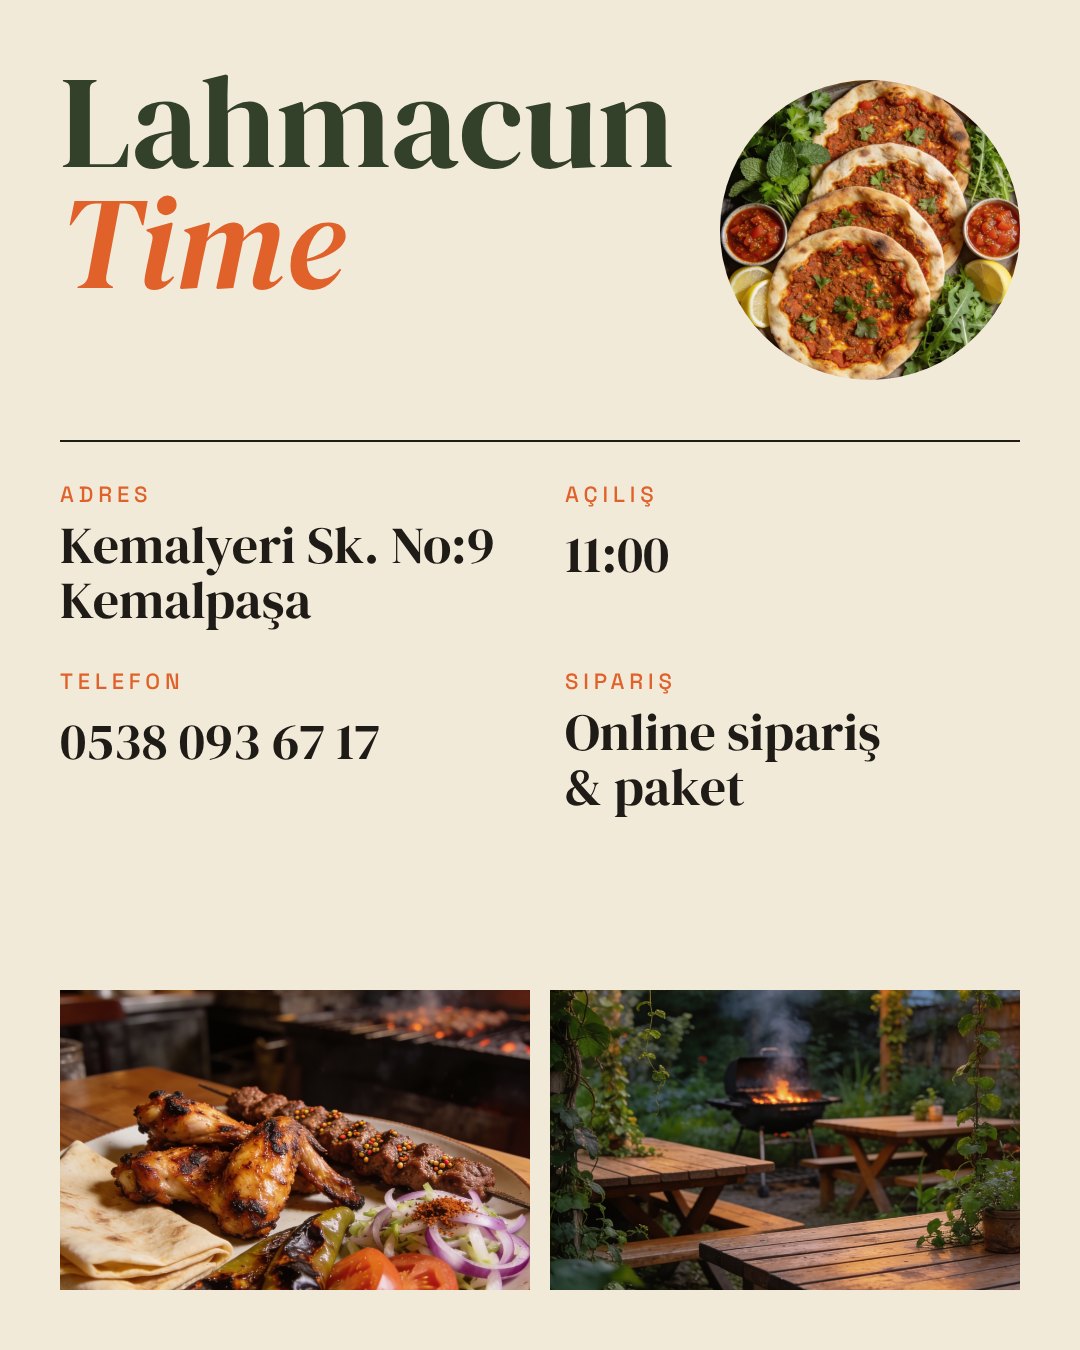 Lahmacun
Time
ADRES
Kemalyeri Sk. No:9
Kemalpaşa
AÇILIŞ
11:00
TELEFON
0538 093 67 17
SIPARIŞ
Online sipariş
& paket